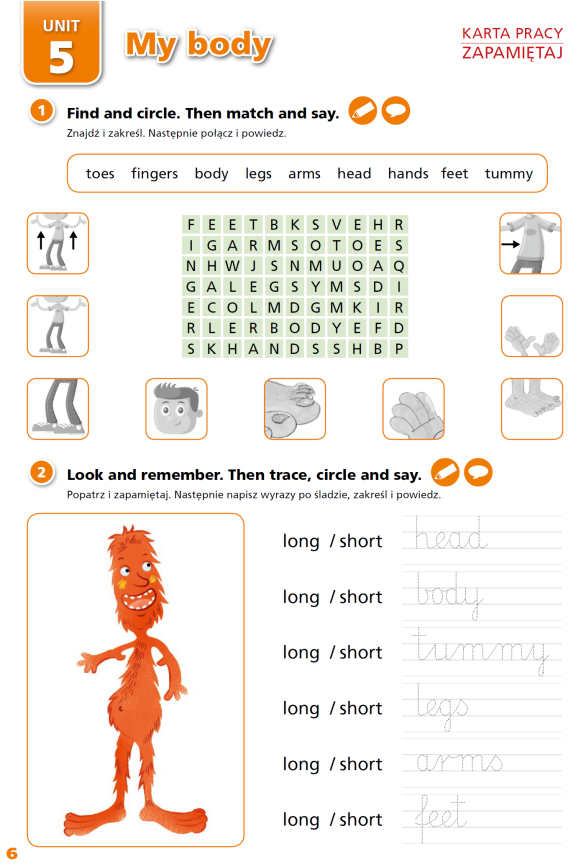 UNIT
5
My body
KARTA PRACY
ZAPAMIĘTAJ
1 Find and circle. Then match and say.
Znajdź i zakreśl. Następnie połącz i powiedz.
toes fingers body legs arms head hands feet tummy
F E E T B K S V E H R
I G A R M S O T O E S
N H W J S N M U O A Q
G A L E G S Y M S D I
E C O L M D G M K I R
R L E R B O D Y E F D
S K H A N D S S H B P
2 Look and remember. Then trace, circle and say.
Popatrz i zapamiętaj. Następnie napisz wyrazy po śladzie, zakreśl i powiedz.
long / short head
long / short body
long / short tummy
long / short legs
long / short arms
long / short feet
6